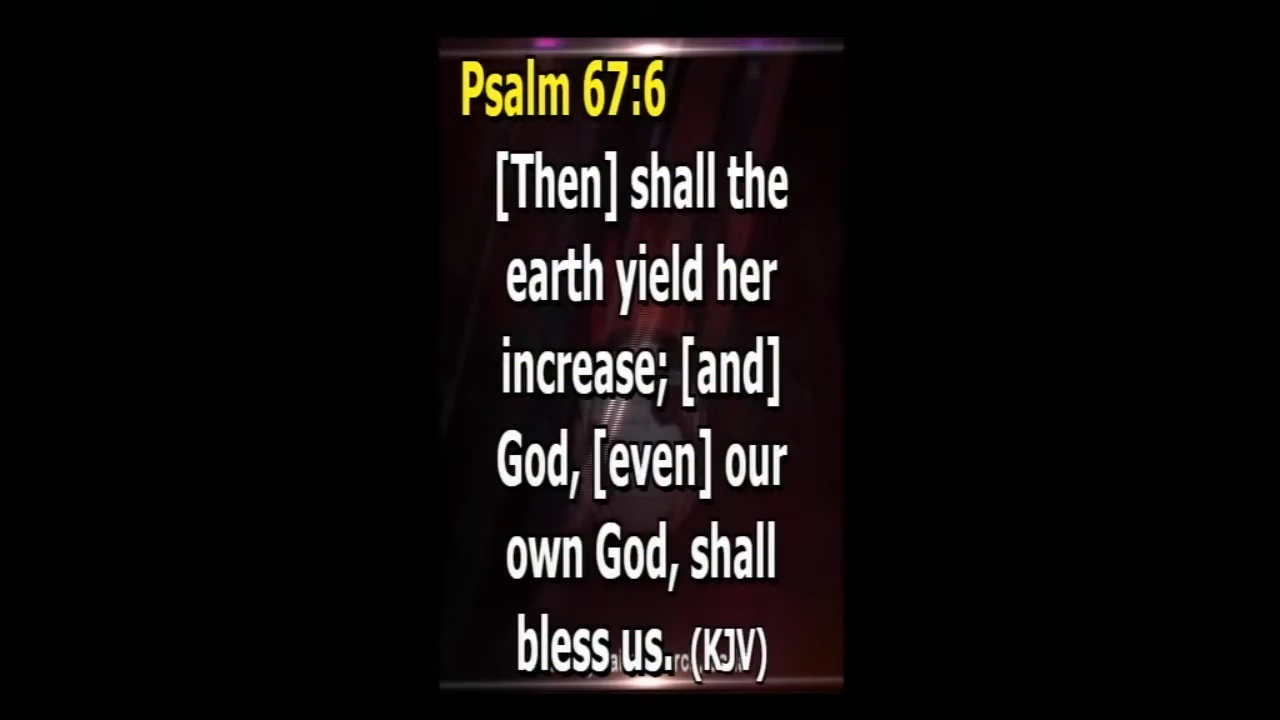 Psalm 67:6
[Then] shall the
earth yield her
increase; [and]
God, [even] our
own God, shall
bless us. (KJV)